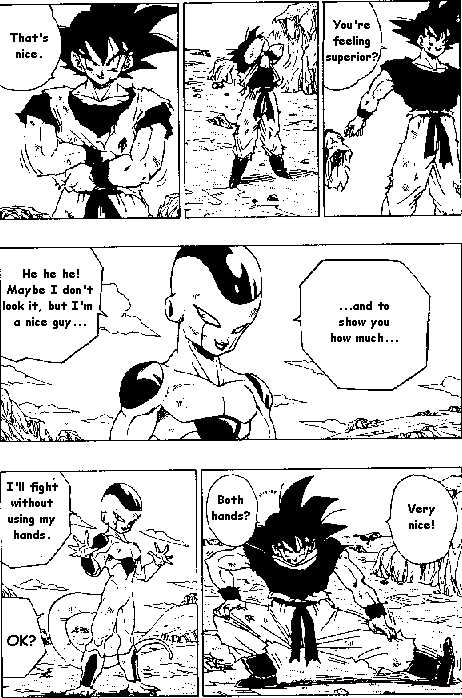 That's
nice.
You're
feeling
superior?
He he he!
Maybe I don't
look it, but I'm
a nice guy...
...and to
show you
how much...
I'll fight
without
using my
hands.
OK?
Both
hands?
Very
nice!